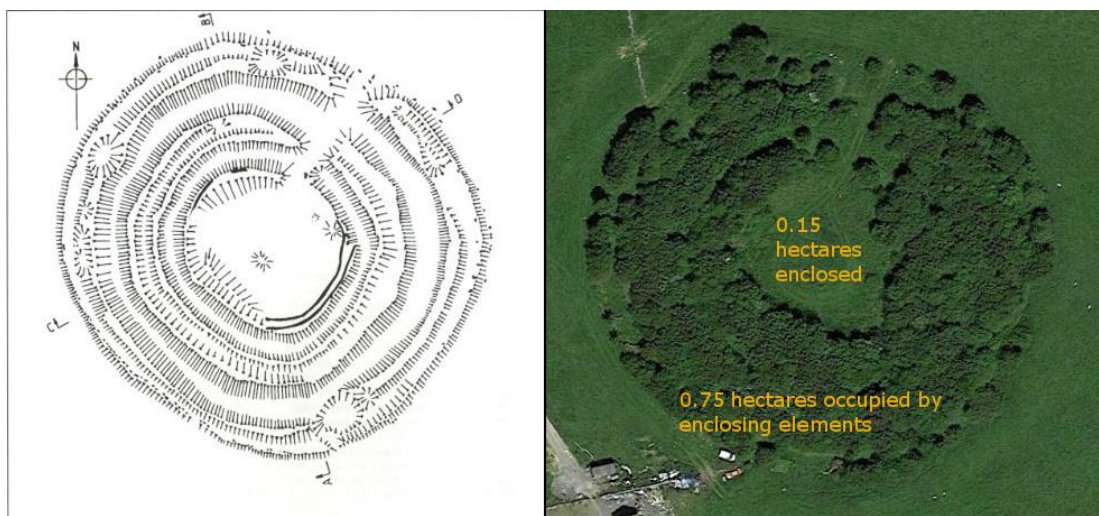 B
N
D
C
A
0.15
hectares
enclosed
0.75 hectares occupied by
enclosing elements